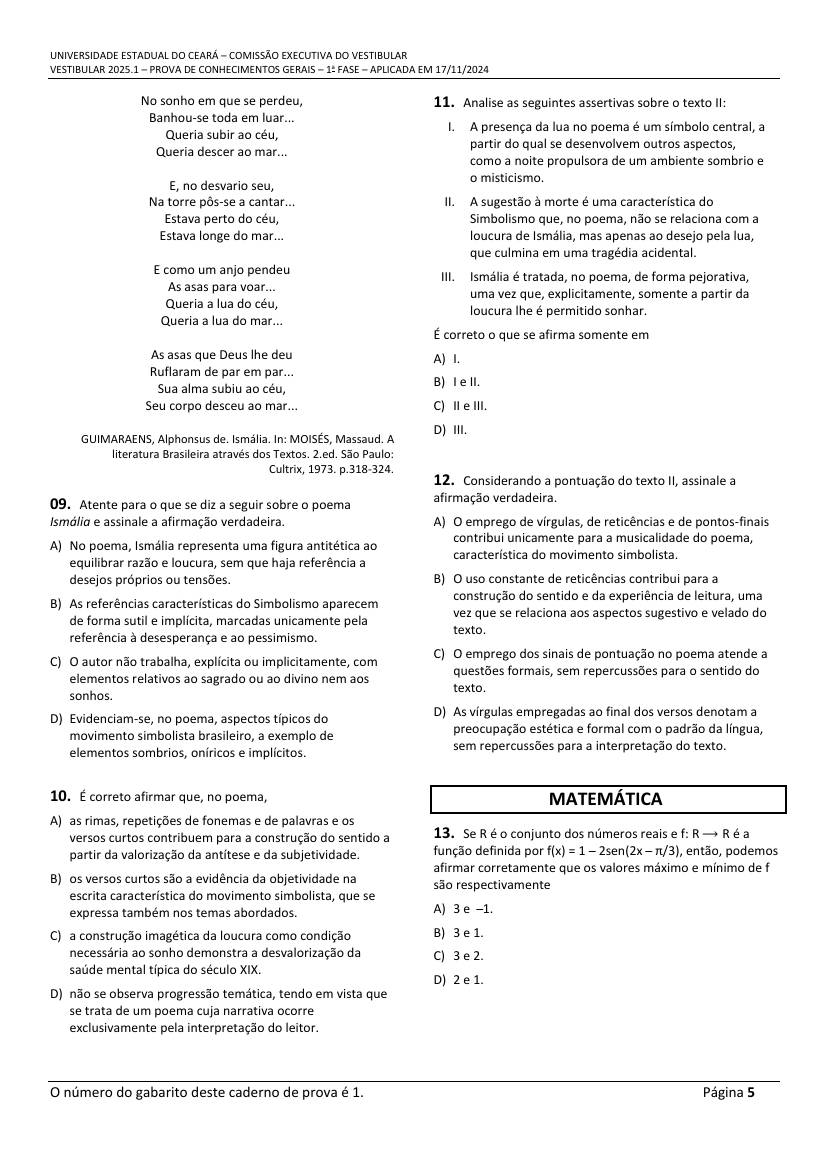 UNIVERSIDADE ESTADUAL DO CEARÁ – COMISSÃO EXECUTIVA DO VESTIBULAR
VESTIBULAR 2025.1 – PROVA DE CONHECIMENTOS GERAIS – 1ª FASE – APLICADA EM 17/11/2024
No sonho em que se perdeu,
Banhou-se toda em luar...
Queria subir ao céu,
Queria descer ao mar...
E, no desvario seu,
Na torre pôs-se a cantar...
Estava perto do céu,
Estava longe do mar...
E como um anjo pendeu
As asas para voar...
Queria a lua do céu,
Queria a lua do mar...
As asas que Deus lhe deu
Ruflaram de par em par...
Sua alma subiu ao céu,
Seu corpo desceu ao mar...
GUIMARAENS, Alphonsus de. Ismália. In: MOISÉS, Massaud. A
literatura Brasileira através dos Textos. 2.ed. São Paulo:
Cultrix, 1973. p.318-324.
09. Atente para o que se diz a seguir sobre o poema
Ismália e assinale a afirmação verdadeira.
A) No poema, Ismália representa uma figura antitética ao
equilibrar razão e loucura, sem que haja referência a
desejos próprios ou tensões.
B) As referências características do Simbolismo aparecem
de forma sutil e implícita, marcadas unicamente pela
referência à desesperança e ao pessimismo.
C) O autor não trabalha, explícita ou implicitamente, com
elementos relativos ao sagrado ou ao divino nem aos
sonhos.
D) Evidenciam-se, no poema, aspectos típicos do
movimento simbolista brasileiro, a exemplo de
elementos sombrios, oníricos e implícitos.
10. É correto afirmar que, no poema,
A) as rimas, repetições de fonemas e de palavras e os
versos curtos contribuem para a construção do sentido a
partir da valorização da antítese e da subjetividade.
B) os versos curtos são a evidência da objetividade na
escrita característica do movimento simbolista, que se
expressa também nos temas abordados.
C) a construção imagética da loucura como condição
necessária ao sonho demonstra a desvalorização da
saúde mental típica do século XIX.
D) não se observa progressão temática, tendo em vista que
se trata de um poema cuja narrativa ocorre
exclusivamente pela interpretação do leitor.
11. Analise as seguintes assertivas sobre o texto II:
I. A presença da lua no poema é um símbolo central, a
partir do qual se desenvolvem outros aspectos,
como a noite propulsora de um ambiente sombrio e
o misticismo.
II. A sugestão à morte é uma característica do
Simbolismo que, no poema, não se relaciona com a
loucura de Ismália, mas apenas ao desejo pela lua,
que culmina em uma tragédia acidental.
III. Ismália é tratada, no poema, de forma pejorativa,
uma vez que, explicitamente, somente a partir da
loucura lhe é permitido sonhar.
É correto o que se afirma somente em
A) I.
B) I e II.
C) II e III.
D) III.
12. Considerando a pontuação do texto II, assinale a
afirmação verdadeira.
A) O emprego de vírgulas, de reticências e de pontos-finais
contribui unicamente para a musicalidade do poema,
característica do movimento simbolista.
B) O uso constante de reticências contribui para a
construção do sentido e da experiência de leitura, uma
vez que se relaciona aos aspectos sugestivo e velado do
texto.
C) O emprego dos sinais de pontuação no poema atende a
questões formais, sem repercussões para o sentido do
texto.
D) As vírgulas empregadas ao final dos versos denotam a
preocupação estética e formal com o padrão da língua,
sem repercussões para a interpretação do texto.
MATEMÁTICA
13. Se R é o conjunto dos números reais e f: R ⟶ R é a
função definida por f(x) = 1 – 2sen(2x – π/3), então, podemos
afirmar corretamente que os valores máximo e mínimo de f
são respectivamente
A) 3 e –1.
B) 3 e 1.
C) 3 e 2.
D) 2 e 1.
O número do gabarito deste caderno de prova é 1.
Página 5